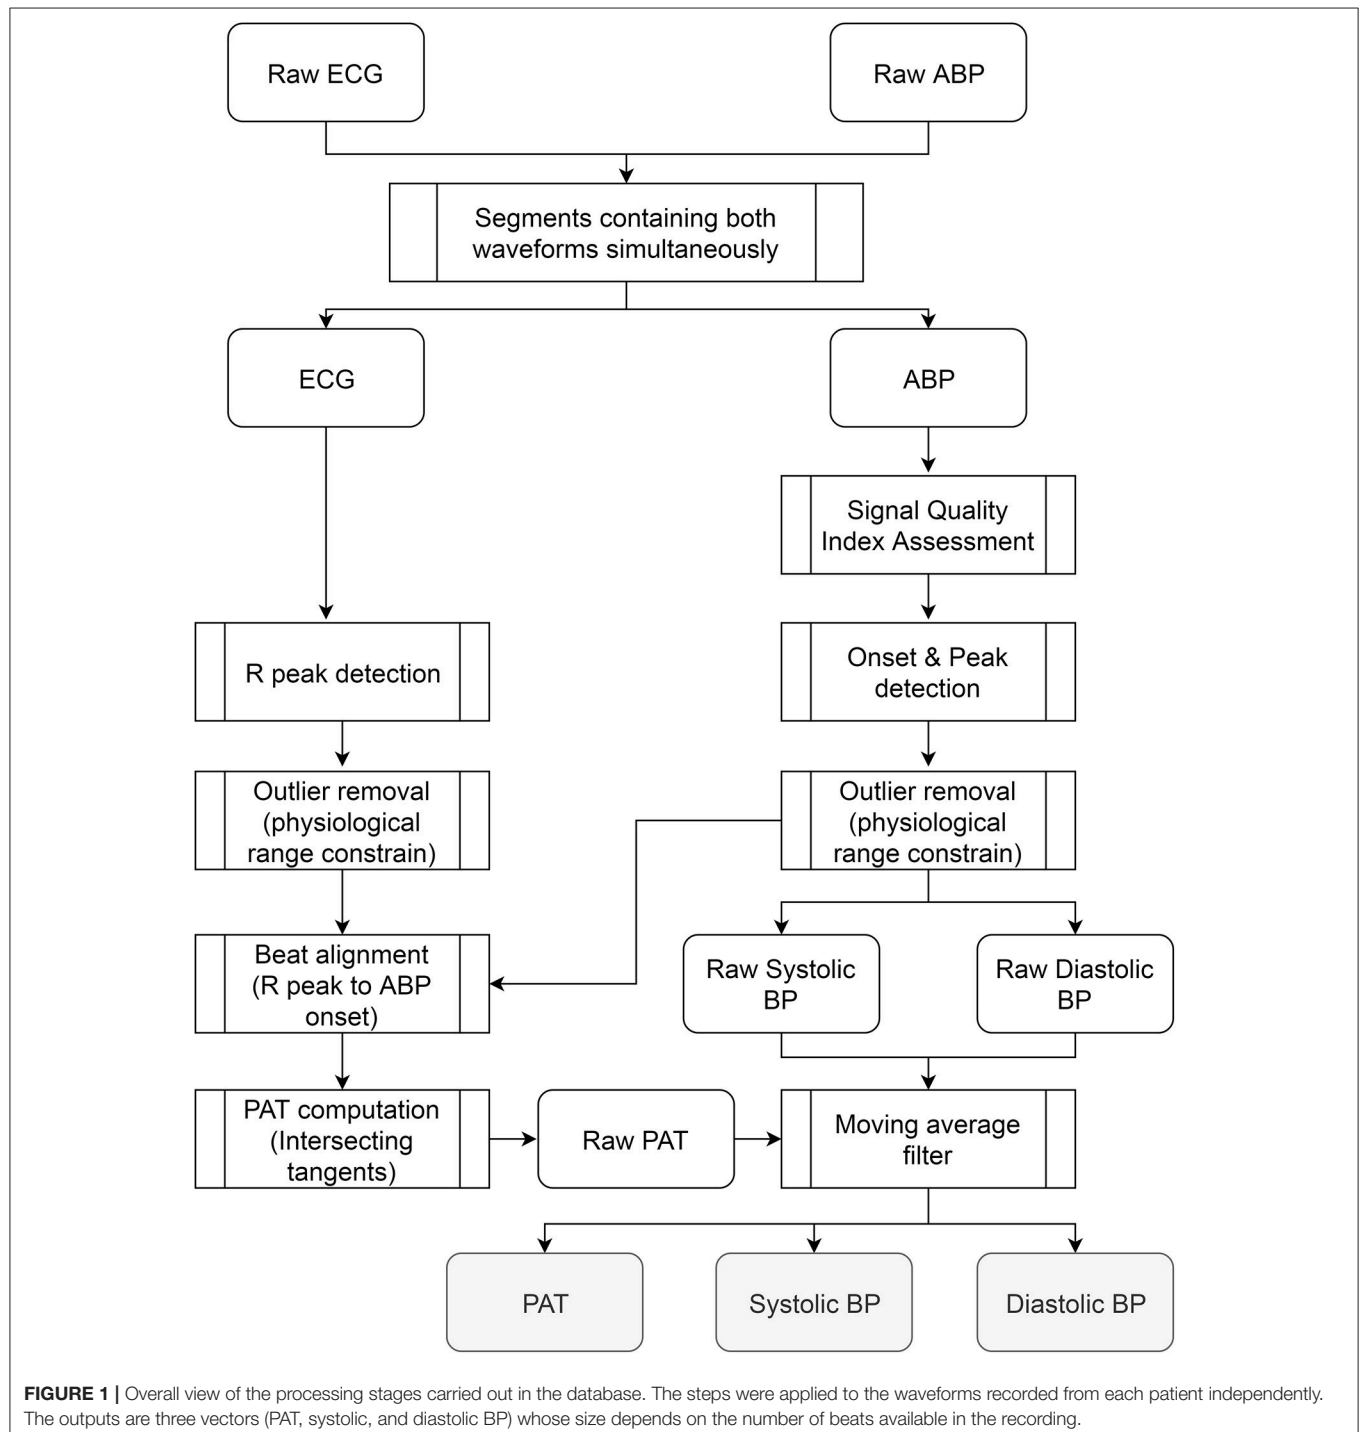 Raw ECG
Raw ABP
Segments containing both
waveforms simultaneously
ECG
ABP
Signal Quality
Index Assessment
R peak detection
Onset & Peak
detection
Outlier removal
(physiological
range constrain)
Outlier removal
(physiological
range constrain)
Beat alignment
(R peak to ABP
onset)
Raw Systolic
BP
Raw Diastolic
BP
PAT computation
(Intersecting
tangents)
Raw PAT
Moving average
filter
PAT
Systolic BP
Diastolic BP
FIGURE 1 | Overall view of the processing stages carried out in the database. The steps were applied to the waveforms recorded from each patient independently.
The outputs are three vectors (PAT, systolic, and diastolic BP) whose size depends on the number of beats available in the recording.